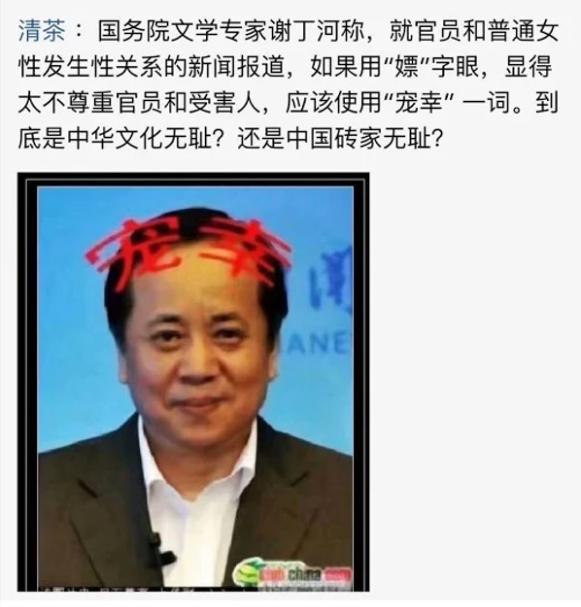 清茶： 国务院文学专家谢丁河称，就官员和普通女
性发生性关系的新闻报道，如果用“嫖”字眼，显得
太不尊重官员和受害人，应该使用“宠幸” 一词。到
底是中华文化无耻？还是中国砖家无耻？
宠幸
ANE